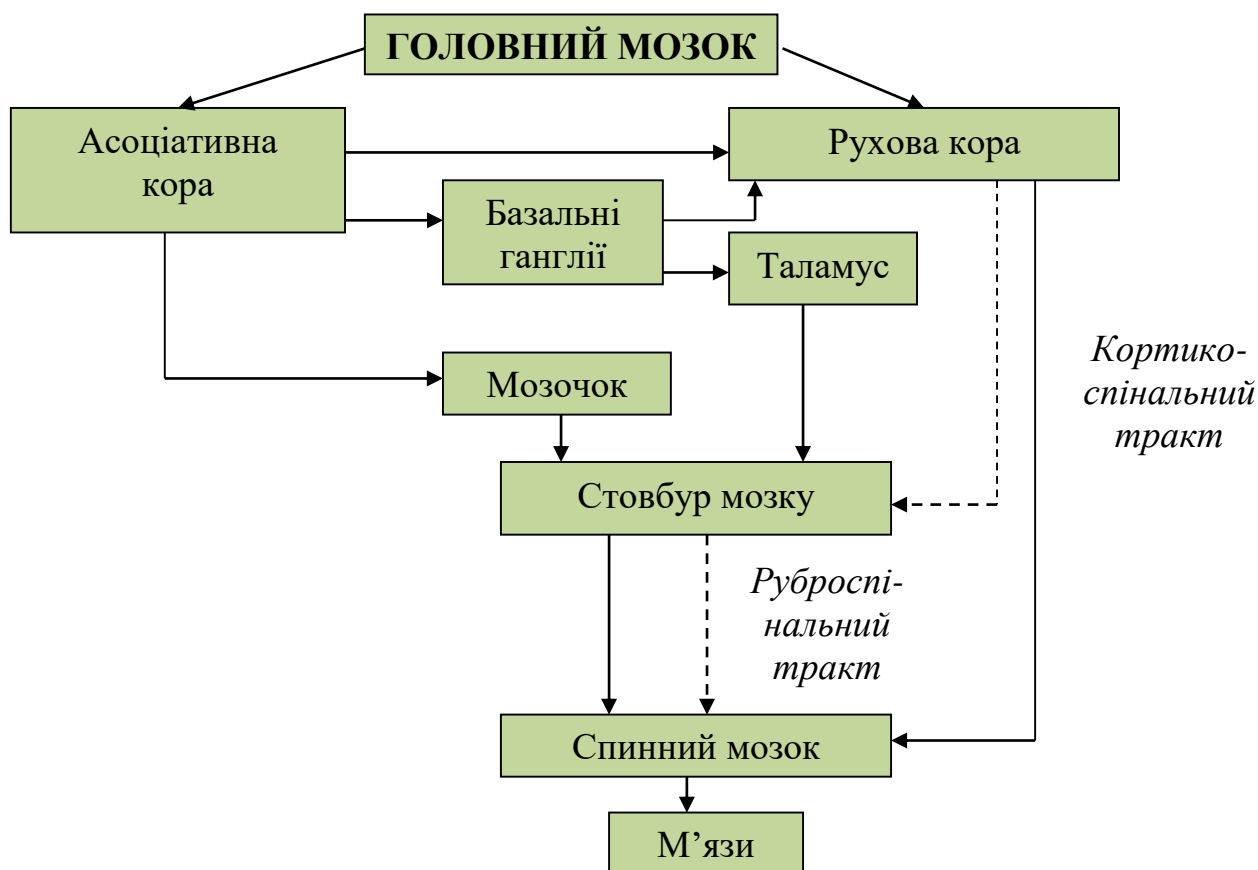 ГОЛОВНИЙ МОЗОК
Асоціативна
кора
Рухова кора
Базальні
ганглії
Таламус
Кортико-
спінальний
тракт
Мозочок
Стовбур мозку
Руброспі-
нальний
тракт
Спинний мозок
М’язи